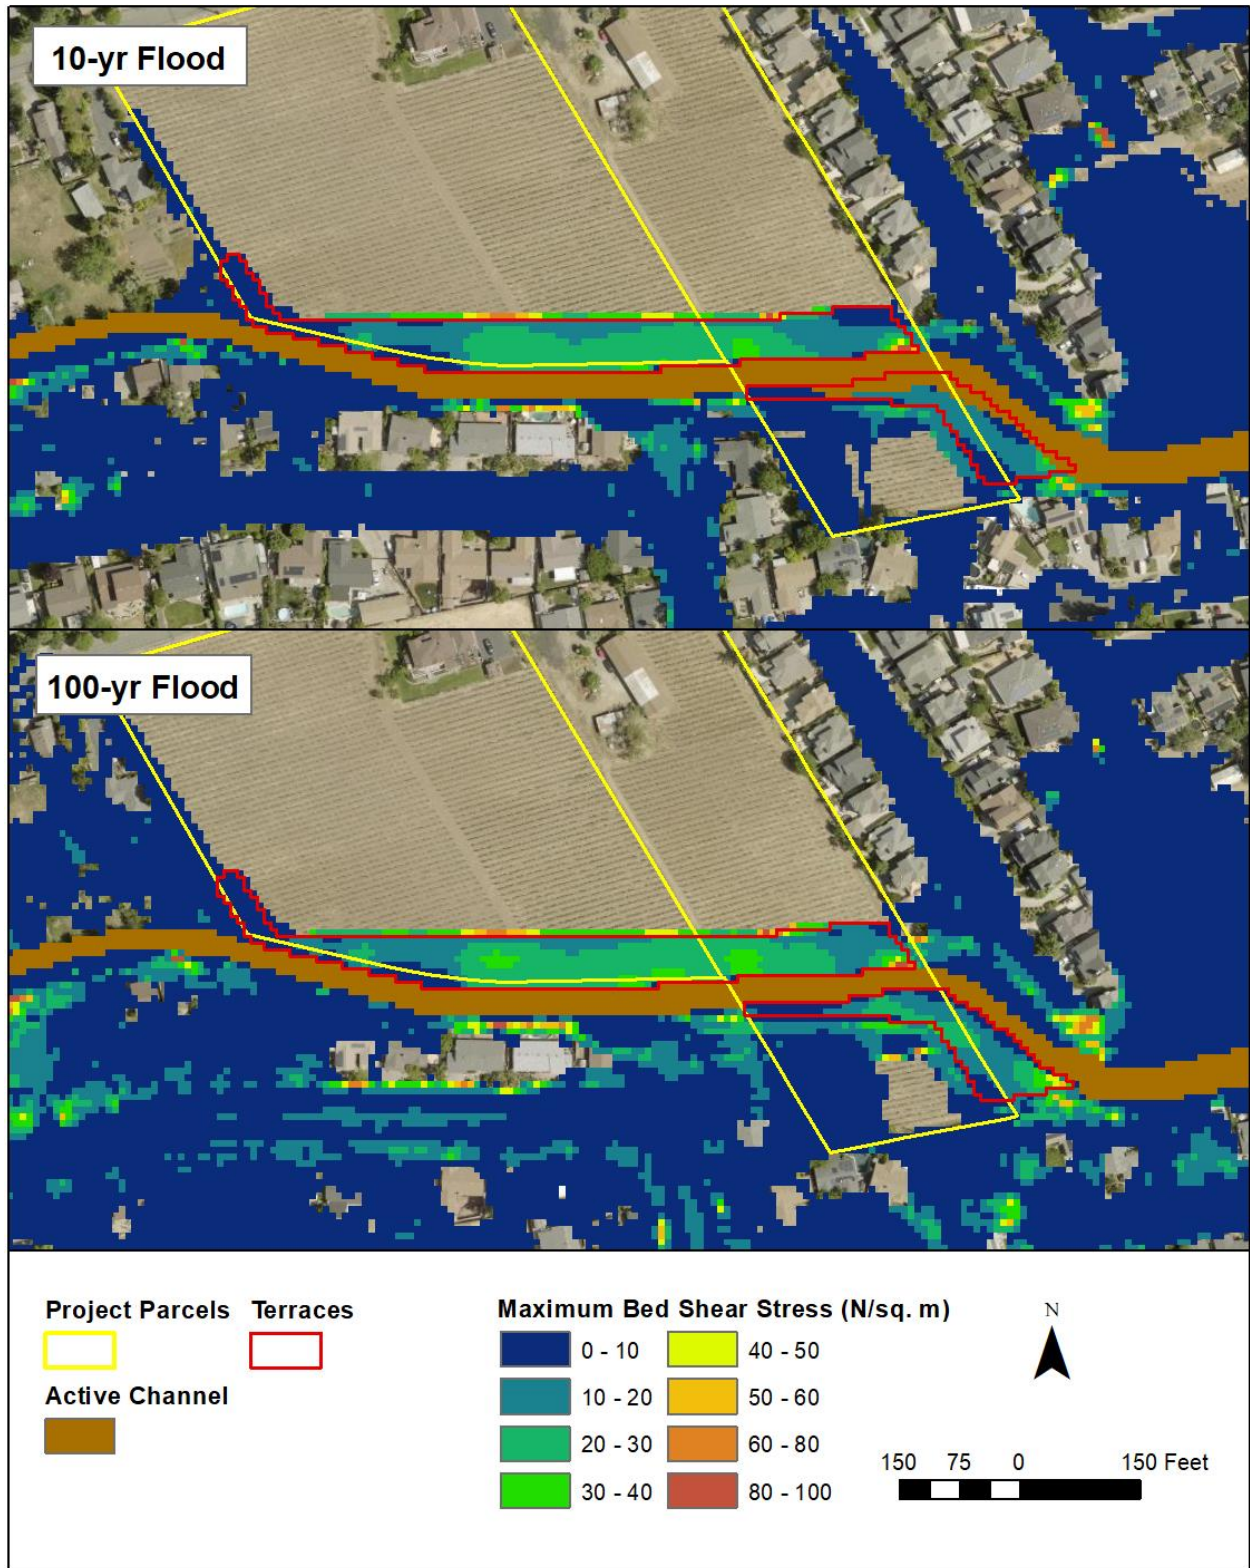 10-yr Flood
100-yr Flood
Project Parcels Terraces
Maximum Bed Shear Stress (N/sq. m)
N
0 - 10 40 - 50
Active Channel
10 - 20 50 - 60
20 - 30 60 - 80
150 75 0 150 Feet
30 - 40 80 - 100